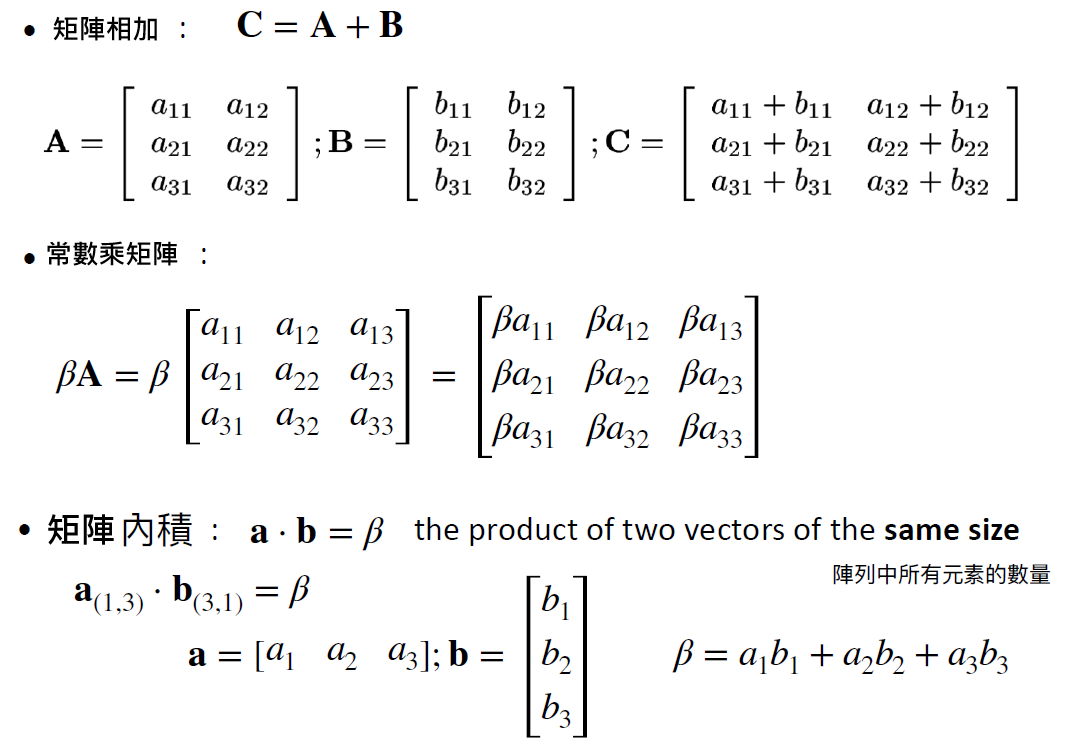 • 矩陣相加 : C = A + B
A = [ a11 a12 ; a21 a22 ; a31 a32 ] ; B = [ b11 b12 ; b21 b22 ; b31 b32 ] ; C = [ a11 + b11 a12 + b12 ; a21 + b21 a22 + b22 ; a31 + b31 a32 + b32 ]
• 常數乘矩陣 :
βA = β [ a11 a12 a13 ; a21 a22 a23 ; a31 a32 a33 ] = [ βa11 βa12 βa13 ; βa21 βa22 βa23 ; βa31 βa32 βa33 ]
• 矩陣內積 : a · b = β the product of two vectors of the same size
陣列中所有元素的數量
a(1,3) · b(3,1) = β
a = [a1 a2 a3]; b = [ b1 ; b2 ; b3 ] β = a1b1 + a2b2 + a3b3